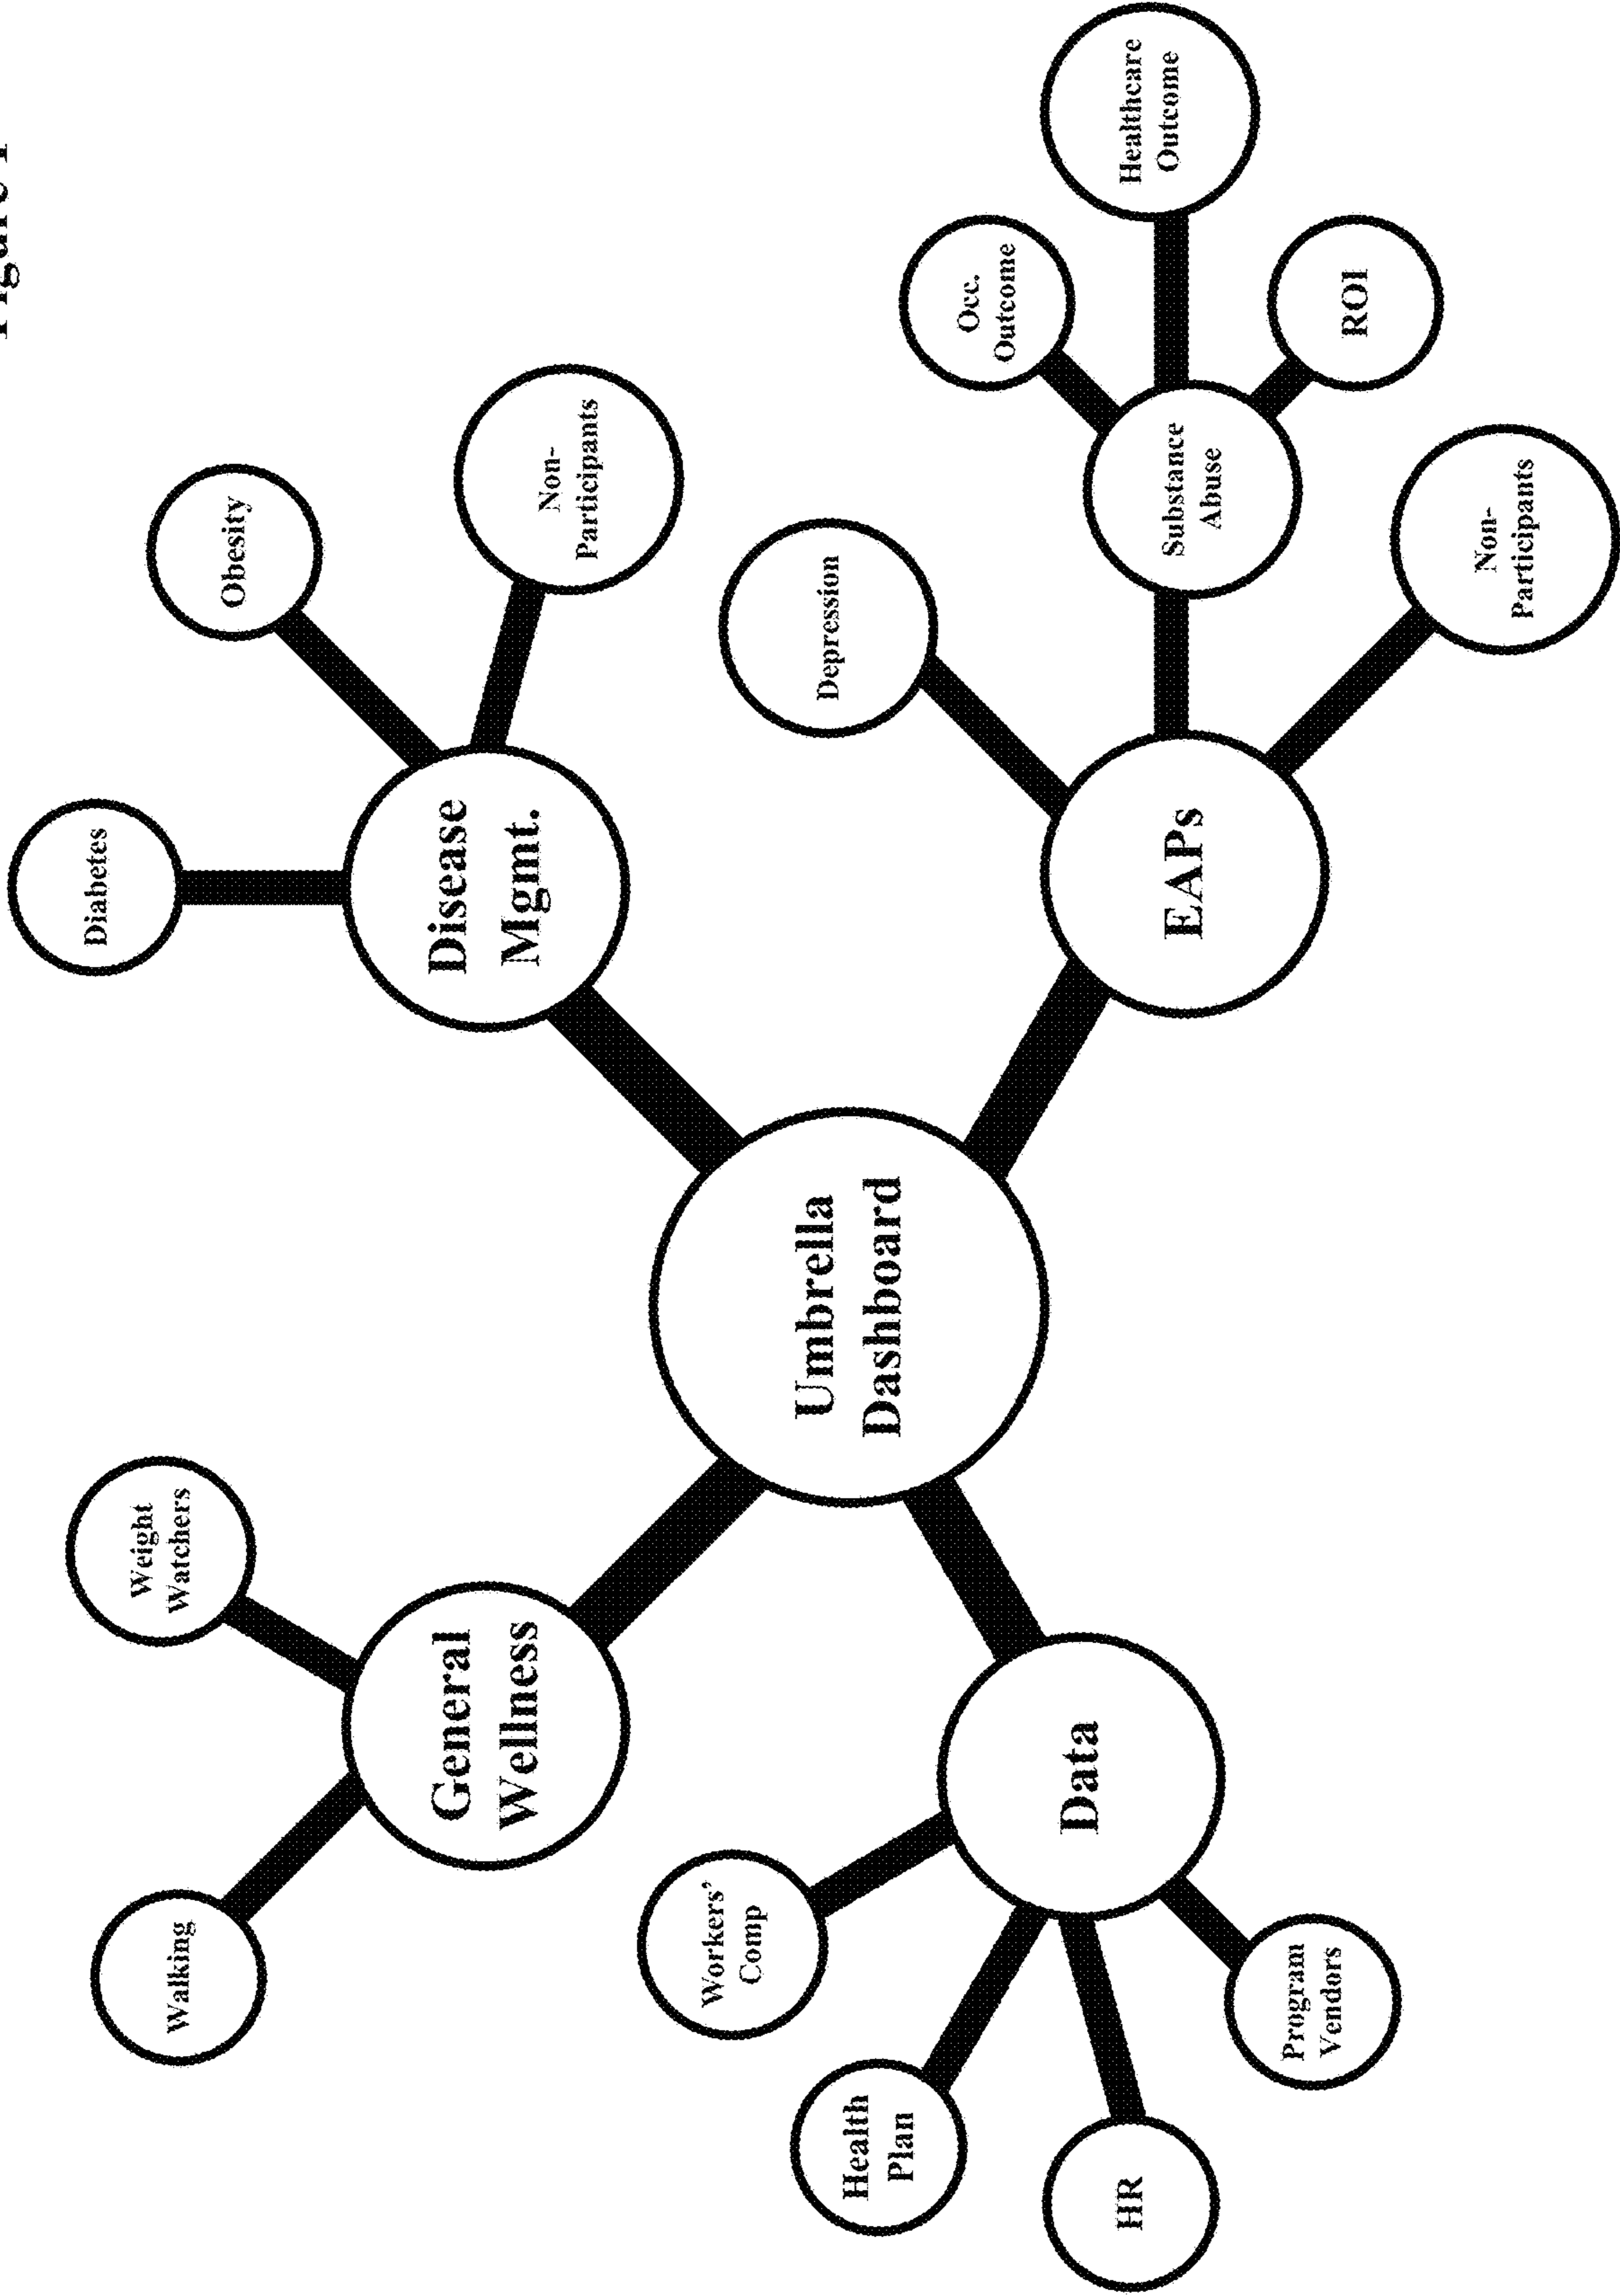 Figure
Walking
Weight
Watchers
General
Wellness
Diabetes
Obesity
Disease
Mgmt.
Non-
Participants
Umbrella
Dashboard
Workers'
Comp
Health
Plan
HR
Program
Vendors
Data
EAPs
Depression
Substance
Abuse
Occ.
Outcome
Healthcare
Outcome
ROI
Non-
Participants